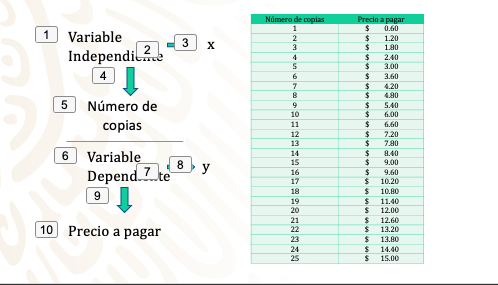 1 Variable
Independiente 2 3 x
4
5 Número de
copias
6 Variable
Dependiente 7 8 y
9
10 Precio a pagar
Número de copias Precio a pagar
1 $ 0.60
2 $ 1.20
3 $ 1.80
4 $ 2.40
5 $ 3.00
6 $ 3.60
7 $ 4.20
8 $ 4.80
9 $ 5.40
10 $ 6.00
11 $ 6.60
12 $ 7.20
13 $ 7.80
14 $ 8.40
15 $ 9.00
16 $ 9.60
17 $ 10.20
18 $ 10.80
19 $ 11.40
20 $ 12.00
21 $ 12.60
22 $ 13.20
23 $ 13.80
24 $ 14.40
25 $ 15.00